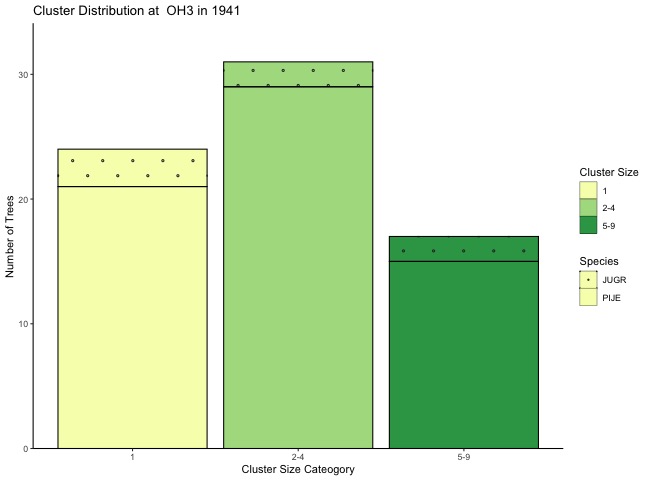 Cluster Distribution at  OH3 in 1941
Number of Trees
30
20
10
0
1
2-4
5-9
Cluster Size Cateogory
Cluster Size
1
2-4
5-9
Species
JUGR
PIJE